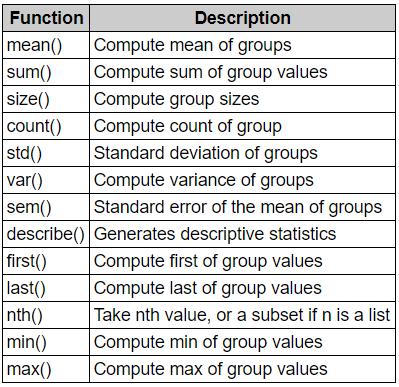 Function Description
mean() Compute mean of groups
sum() Compute sum of group values
size() Compute group sizes
count() Compute count of group
std() Standard deviation of groups
var() Compute variance of groups
sem() Standard error of the mean of groups
describe() Generates descriptive statistics
first() Compute first of group values
last() Compute last of group values
nth() Take nth value, or a subset if n is a list
min() Compute min of group values
max() Compute max of group values